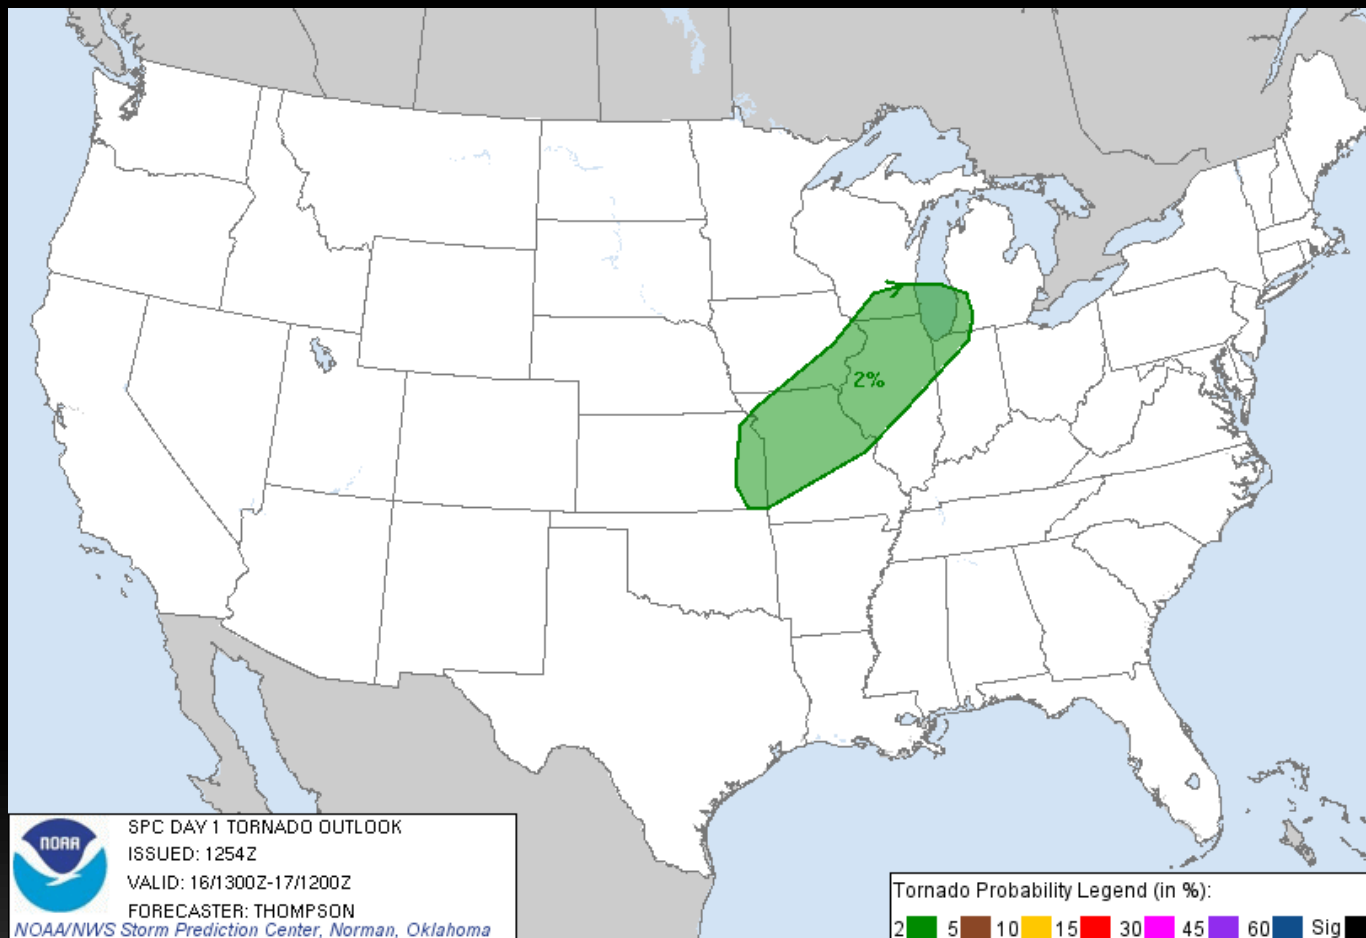 2%
NOAA
SPC DAY 1 TORNADO OUTLOOK
ISSUED: 1254Z
VALID: 16/1300Z-17/1200Z
FORECASTER: THOMPSON
NOAA/NWS Storm Prediction Center, Norman, Oklahoma
Tornado Probability Legend (in %):
2 5 10 15 30 45 60 Sig